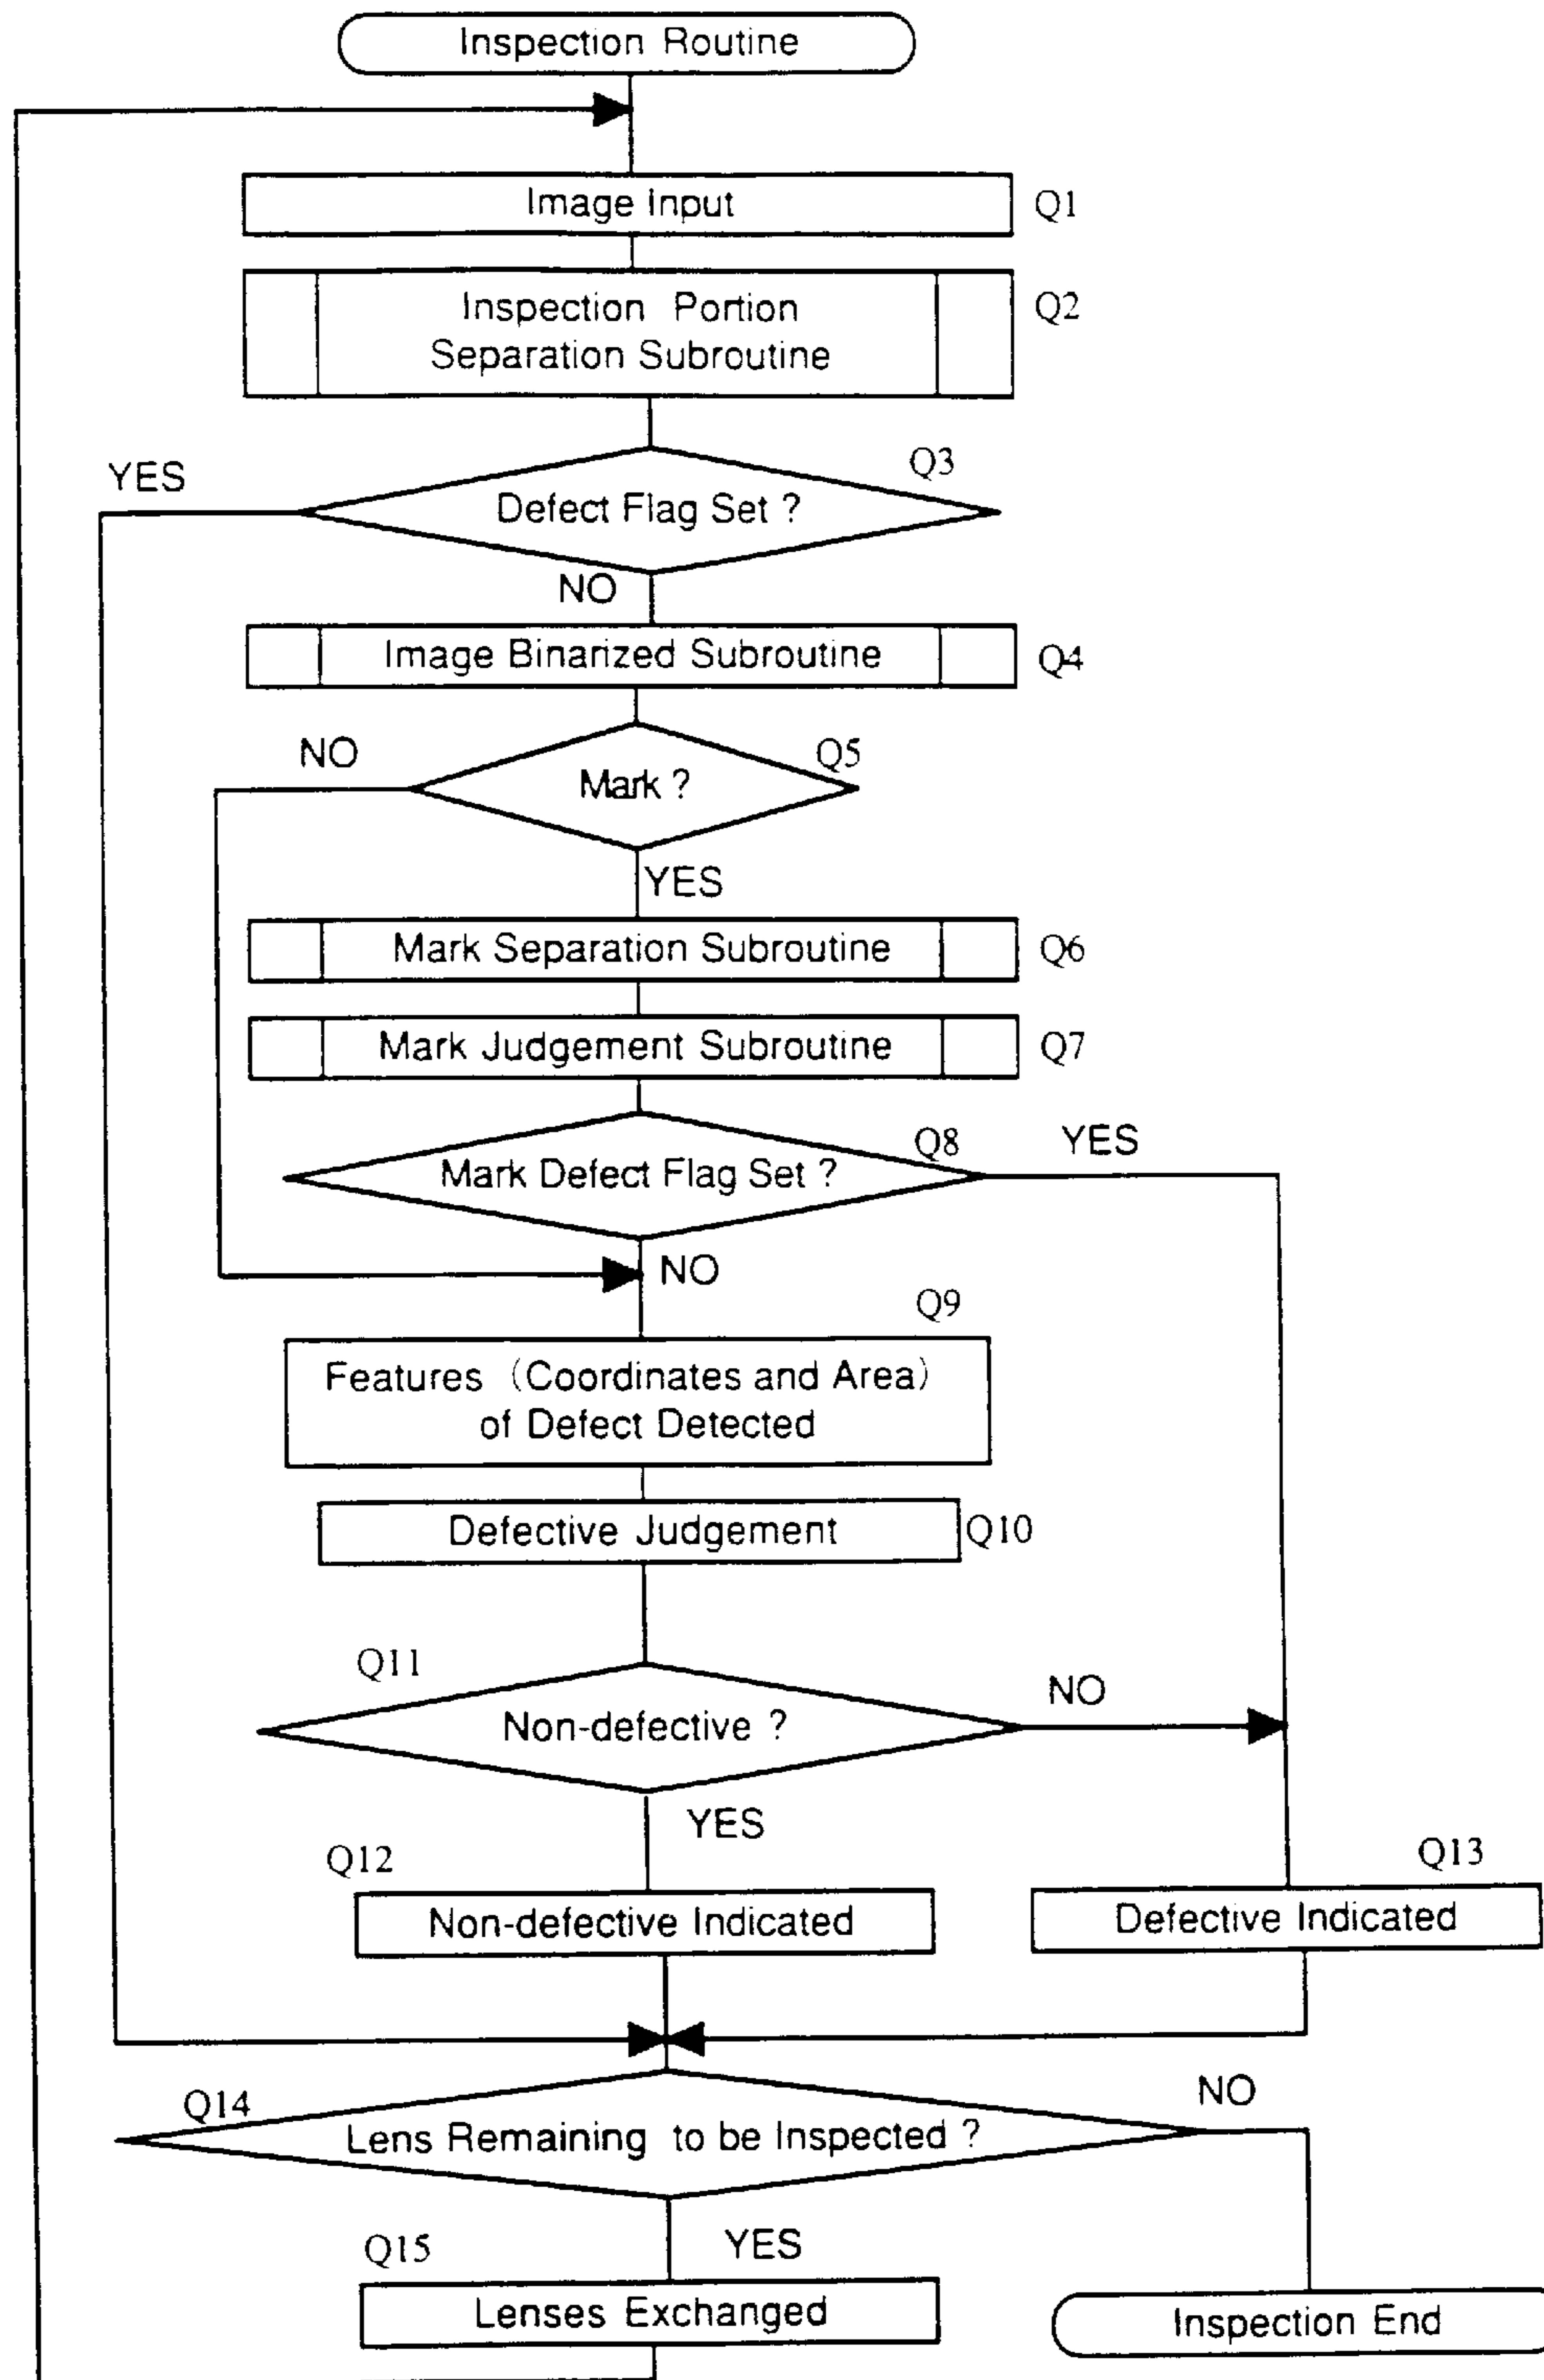 Inspection Routine
Image Input
Q1
Inspection Portion
Separation Subroutine
Q2
Q3
YES
Defect Flag Set ?
NO
Image Binarized Subroutine
Q4
NO
Q5
Mark ?
YES
Mark Separation Subroutine
Q6
Mark Judgement Subroutine
Q7
Q8
YES
Mark Defect Flag Set ?
NO
Q9
Features (Coordinates and Area)
of Defect Detected
Defective Judgement
Q10
Q11
NO
Non-defective ?
YES
Q12
Q13
Non-defective Indicated
Defective Indicated
Q14
NO
Lens Remaining to be Inspected ?
Q15
YES
Lenses Exchanged
Inspection End